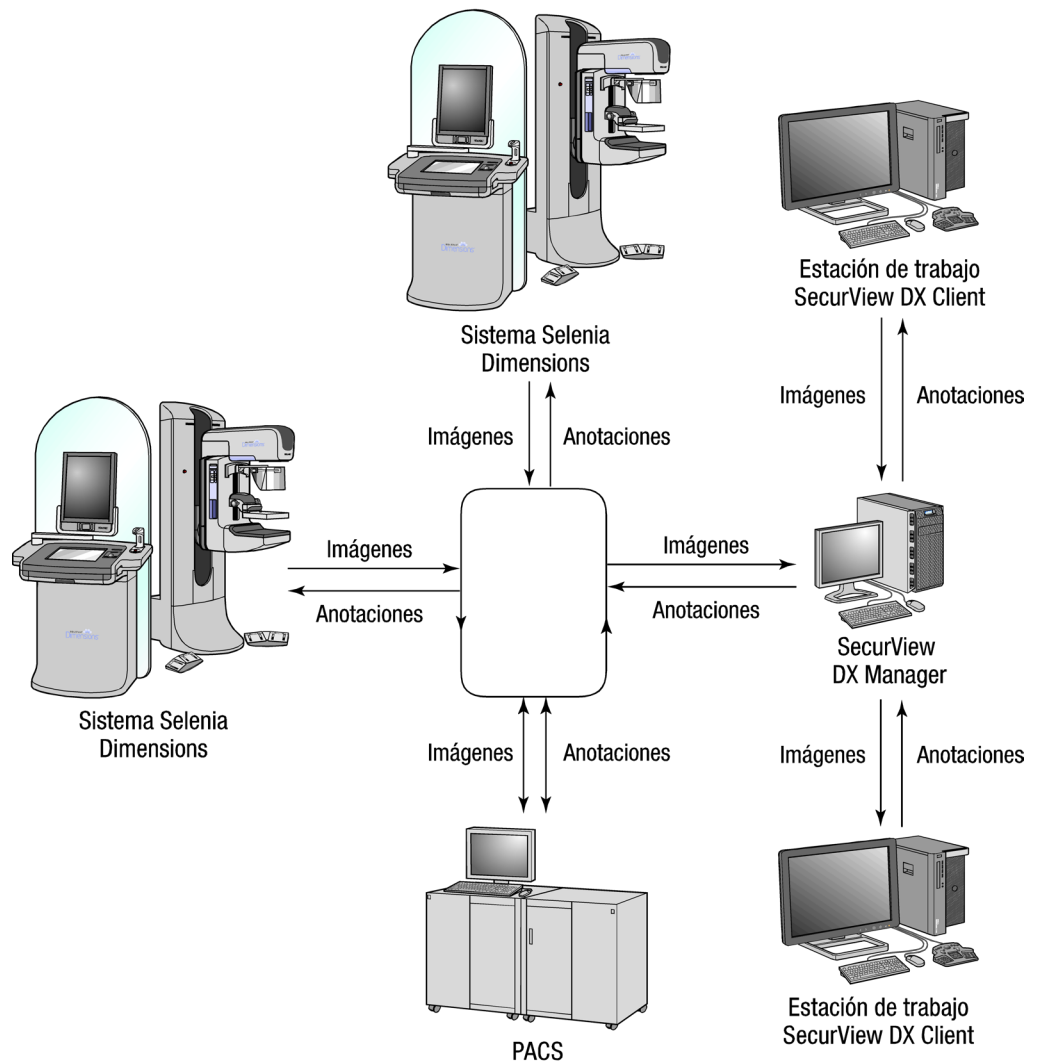 Estación de trabajo
SecurView DX Client
Sistema Selenia
Dimensions
Imágenes
Anotaciones
Imágenes
Anotaciones
Imágenes
Anotaciones
Imágenes
Anotaciones
SecurView
DX Manager
Sistema Selenia
Dimensions
Imágenes
Anotaciones
Imágenes
Anotaciones
PACS
Estación de trabajo
SecurView DX Client